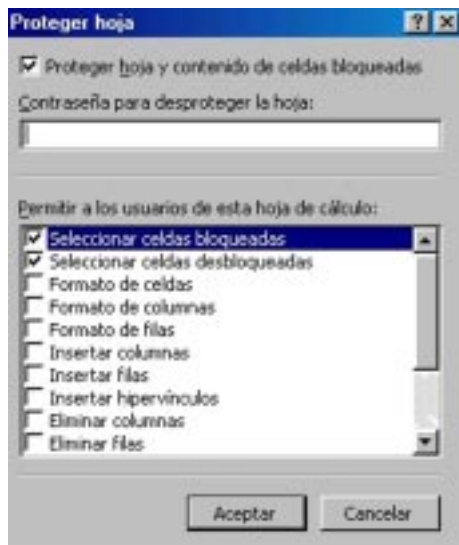 Proteger hoja
Proteger hoja y contenido de celdas bloqueadas
Contraseña para desproteger la hoja:
Permitir a los usuarios de esta hoja de cálculo:
Seleccionar celdas bloqueadas
Seleccionar celdas desbloqueadas
Formato de celdas
Formato de columnas
Formato de filas
Insertar columnas
Insertar filas
Insertar hipervínculos
Eliminar columnas
Eliminar filas
Aceptar
Cancelar